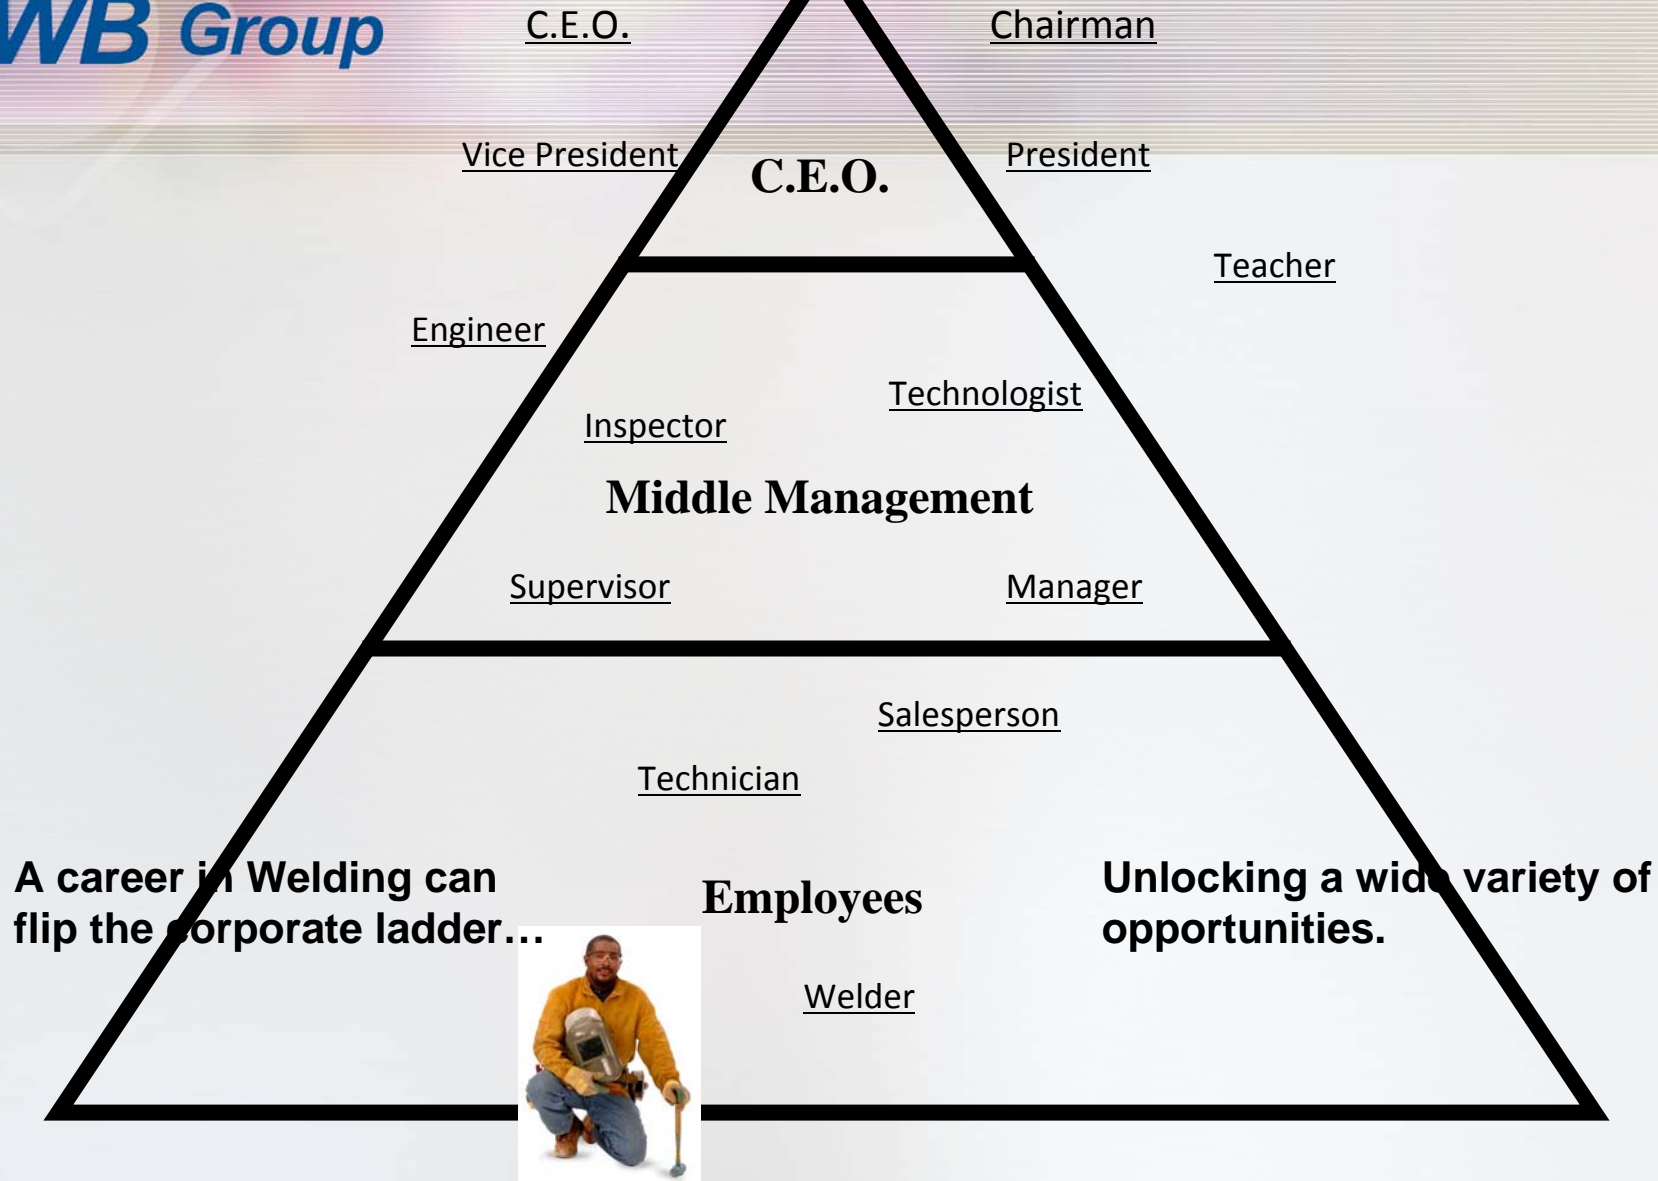 WB Group
C.E.O.
Chairman
Vice President
C.E.O.
President
Teacher
Engineer
Technologist
Inspector
Middle Management
Supervisor
Manager
Salesperson
Technician
A career in Welding can
flip the corporate ladder…
Employees
Unlocking a wide variety of
opportunities.
Welder